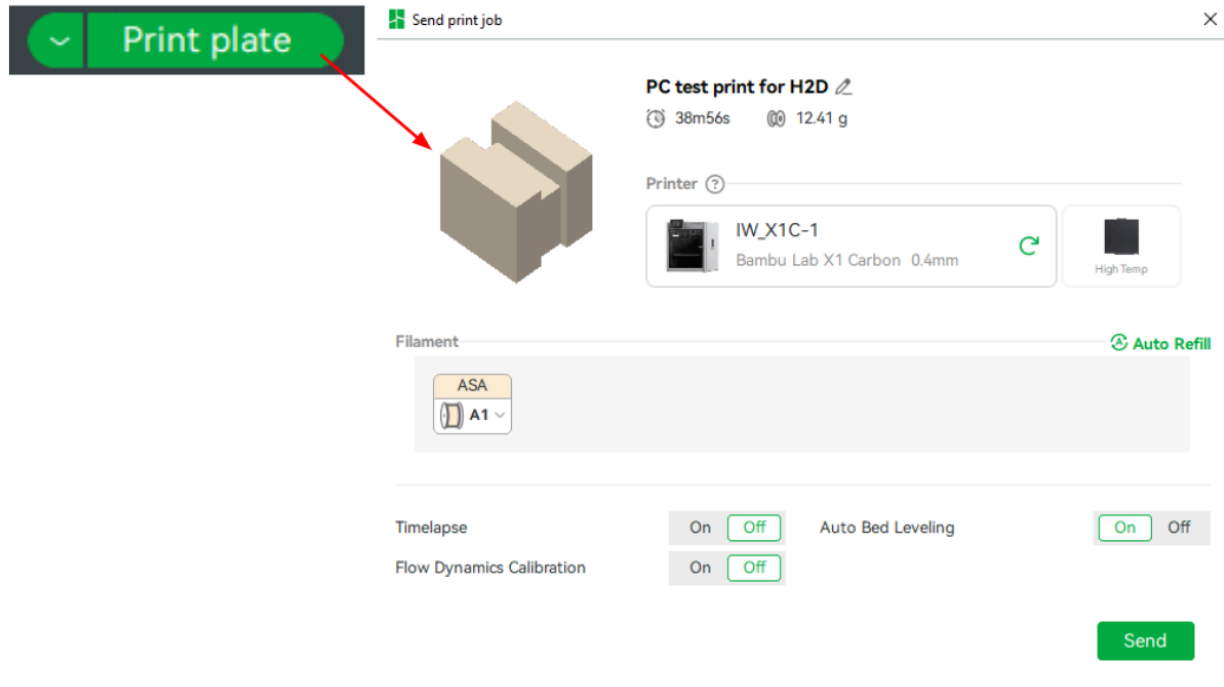 Print plate
Send print job
PC test print for H2D
38m56s 12.41 g
Printer ?
IW_X1C-1
Bambu Lab X1 Carbon 0.4mm
High Temp
Filament
A Auto Refill
ASA
A1
Timelapse On Off
Auto Bed Leveling On Off
Flow Dynamics Calibration On Off
Send